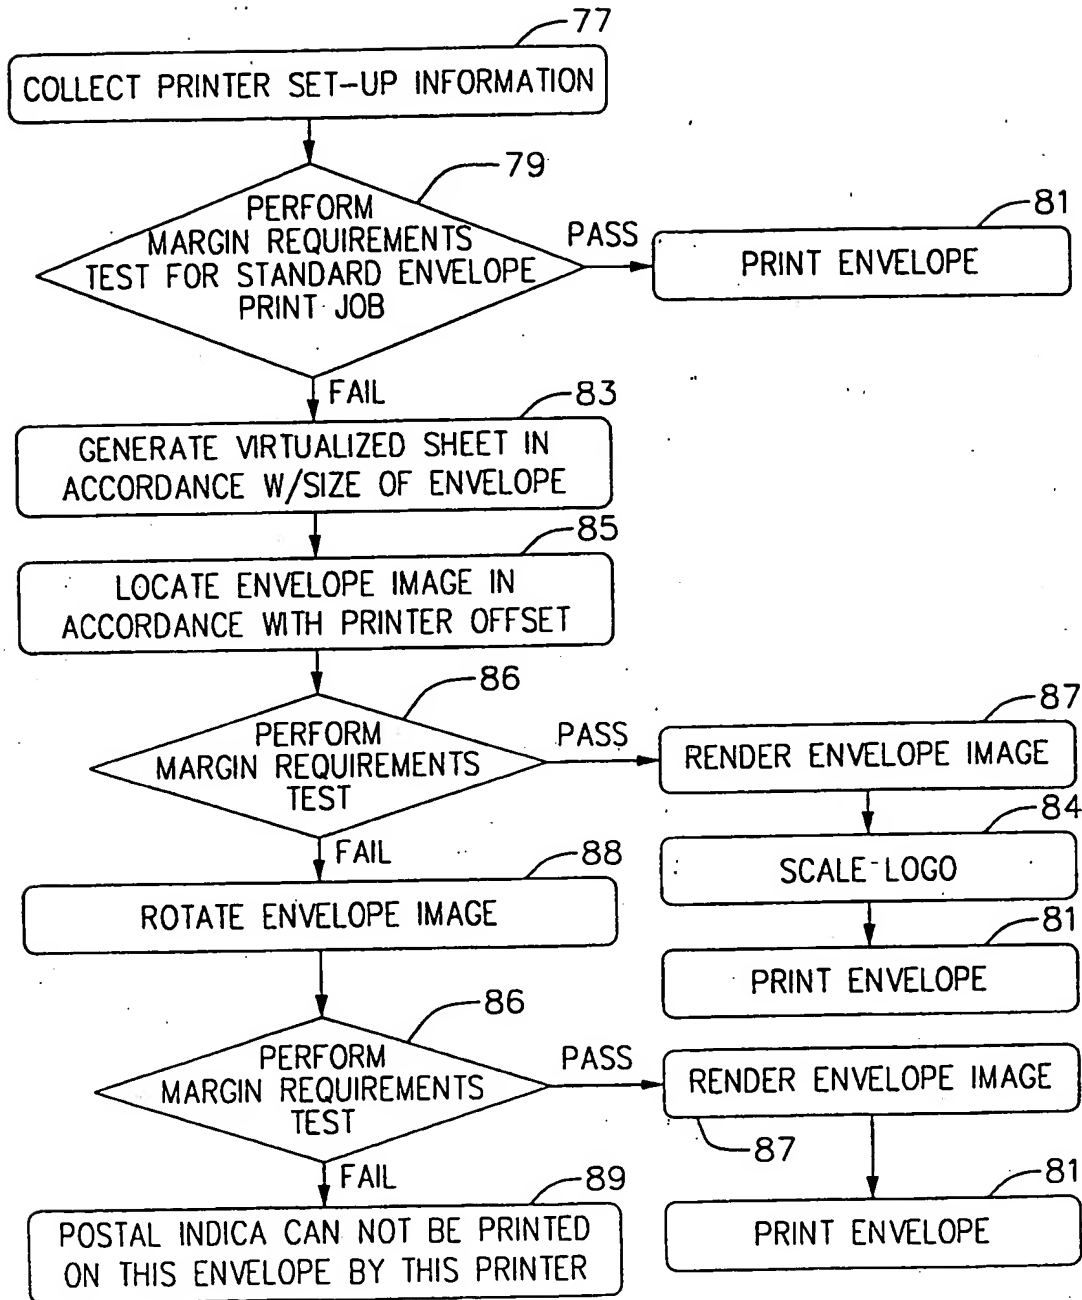 77
COLLECT PRINTER SET-UP INFORMATION
79
PERFORM
MARGIN REQUIREMENTS
TEST FOR STANDARD ENVELOPE
PRINT JOB
PASS
81
PRINT ENVELOPE
FAIL
83
GENERATE VIRTUALIZED SHEET IN
ACCORDANCE W/SIZE OF ENVELOPE
85
LOCATE ENVELOPE IMAGE IN
ACCORDANCE WITH PRINTER OFFSET
86
PERFORM
MARGIN REQUIREMENTS
TEST
PASS
87
RENDER ENVELOPE IMAGE
84
SCALE LOGO
81
PRINT ENVELOPE
FAIL
88
ROTATE ENVELOPE IMAGE
86
PERFORM
MARGIN REQUIREMENTS
TEST
PASS
RENDER ENVELOPE IMAGE
87
81
PRINT ENVELOPE
FAIL
89
POSTAL INDICA CAN NOT BE PRINTED
ON THIS ENVELOPE BY THIS PRINTER